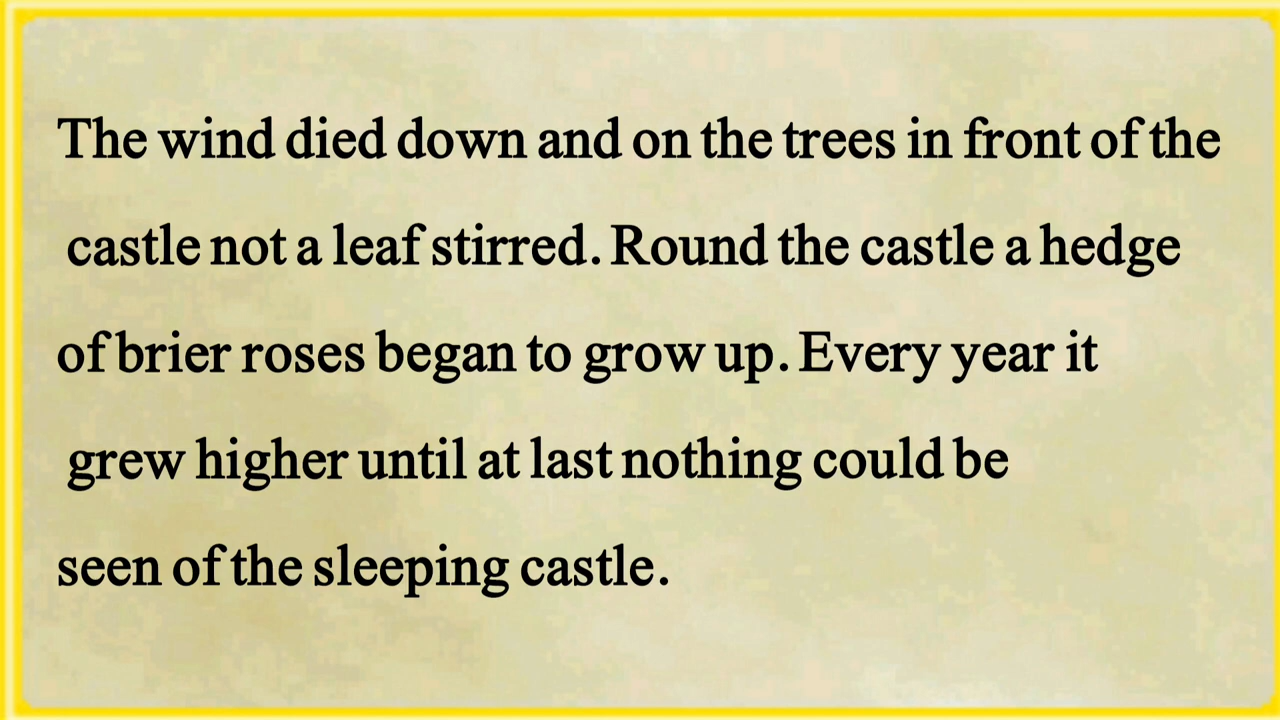 The wind died down and on the trees in front of the
castle not a leaf stirred. Round the castle a hedge
of brier roses began to grow up. Every year it
grew higher until at last nothing could be
seen of the sleeping castle.